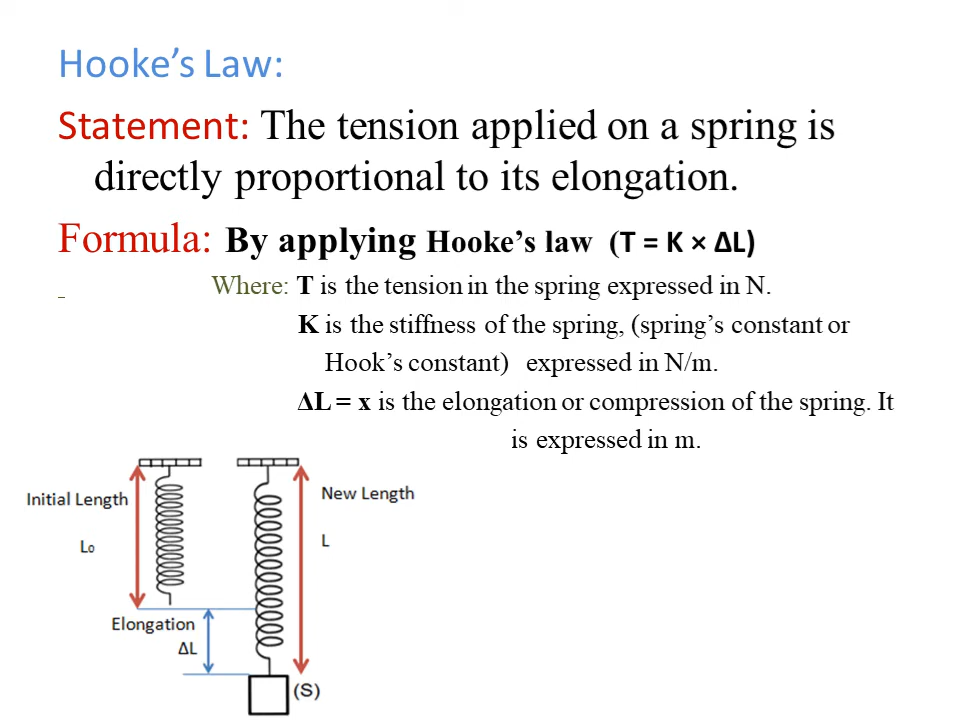 Hooke’s Law:
Statement: The tension applied on a spring is
directly proportional to its elongation.
Formula: By applying Hooke’s law (T = K × ΔL)
Where: T is the tension in the spring expressed in N.
K is the stiffness of the spring, (spring’s constant or
Hook’s constant) expressed in N/m.
ΔL = x is the elongation or compression of the spring. It
is expressed in m.
Initial Length
L₀
New Length
L
Elongation
ΔL
(S)